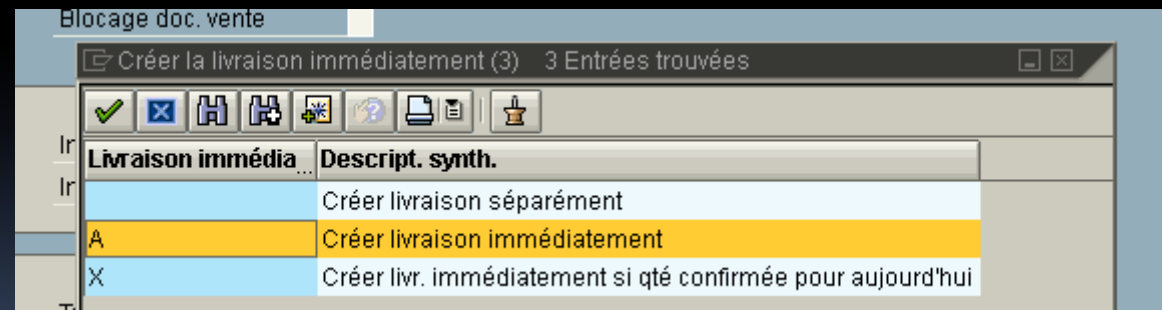 Blocage doc. vente
Créer la livraison immédiatement (3) 3 Entrées trouvées
Livraison immédia... Descript. synth.
Créer livraison séparément
A Créer livraison immédiatement
X Créer livr. immédiatement si qté confirmée pour aujourd'hui